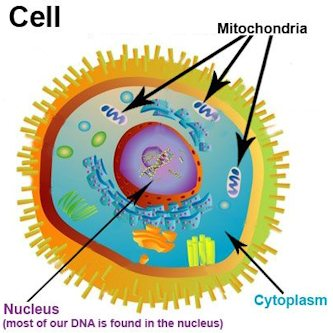 Cell
Mitochondria
Cytoplasm
Nucleus
(most of our DNA is found in the nucleus)